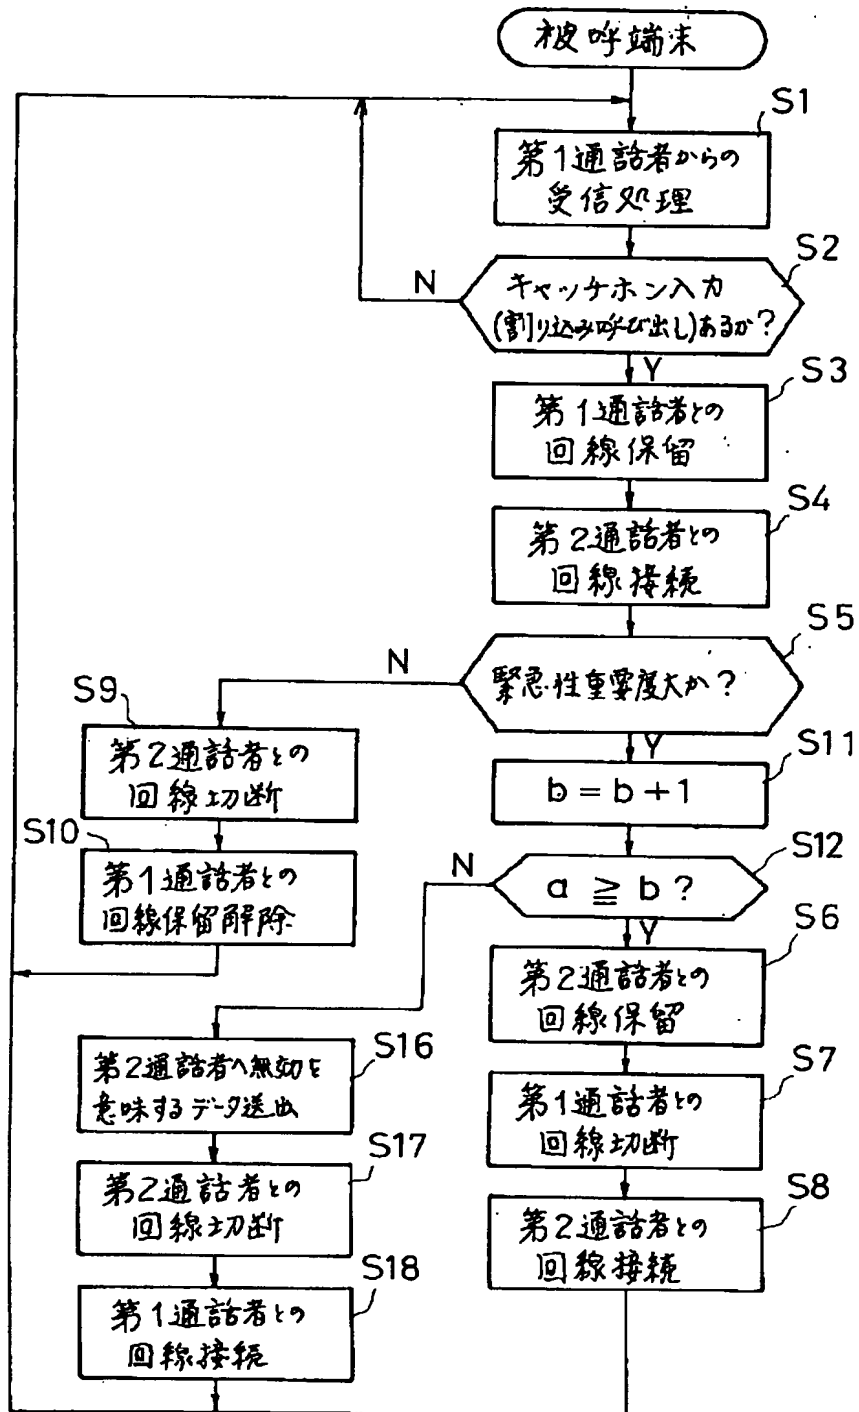 被呼端末
S1
第1通話者からの
受信処理
S2
キャッチホン入力
(割り込み呼び出し)あるか?
N
Y
S3
第1通話者との
回線保留
S4
第2通話者との
回線接続
S5
緊急性重要度大か?
N
Y
S9
第2通話者との
回線切断
S10
第1通話者との
回線保留解除
S11
b = b + 1
S12
a ≧ b ?
N
Y
S6
第2通話者との
回線保留
S7
第1通話者との
回線切断
S8
第2通話者との
回線接続
S16
第2通話者へ無効を
意味するデータ送出
S17
第2通話者との
回線切断
S18
第1通話者との
回線接続